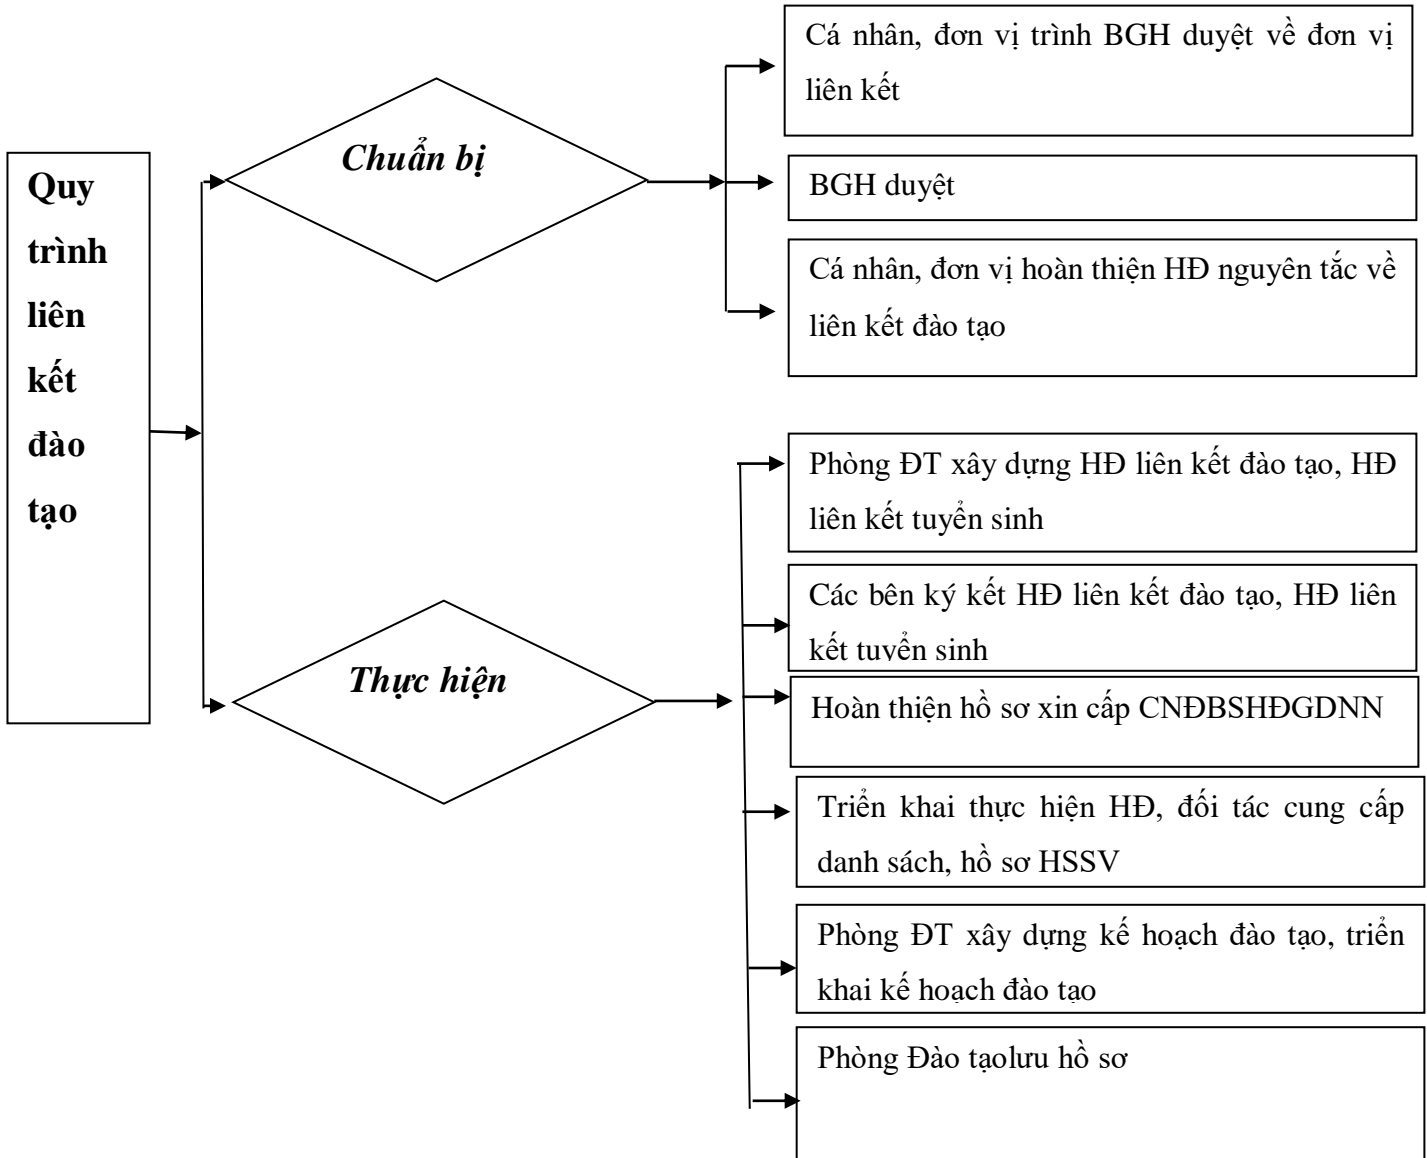 Quy
trình
liên
kết
đào
tạo
Chuẩn bị
Cá nhân, đơn vị trình BGH duyệt về đơn vị
liên kết
BGH duyệt
Cá nhân, đơn vị hoàn thiện HĐ nguyên tắc về
liên kết đào tạo
Thực hiện
Phòng ĐT xây dựng HĐ liên kết đào tạo, HĐ
liên kết tuyển sinh
Các bên ký kết HĐ liên kết đào tạo, HĐ liên
kết tuyển sinh
Hoàn thiện hồ sơ xin cấp CNĐBSHĐGDNN
Triển khai thực hiện HĐ, đối tác cung cấp
danh sách, hồ sơ HSSV
Phòng ĐT xây dựng kế hoạch đào tạo, triển
khai kế hoạch đào tạo
Phòng Đào tạolưu hồ sơ